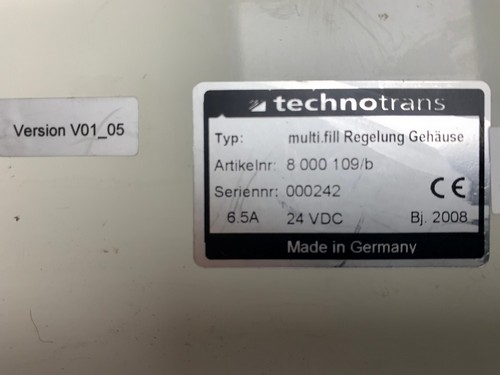 Version V01_05
technotrans
Typ: multi.fill Regelung Gehäuse
Artikelnr: 8 000 109/b
Seriennr: 000242 CE
6.5A 24 VDC Bj. 2008
Made in Germany